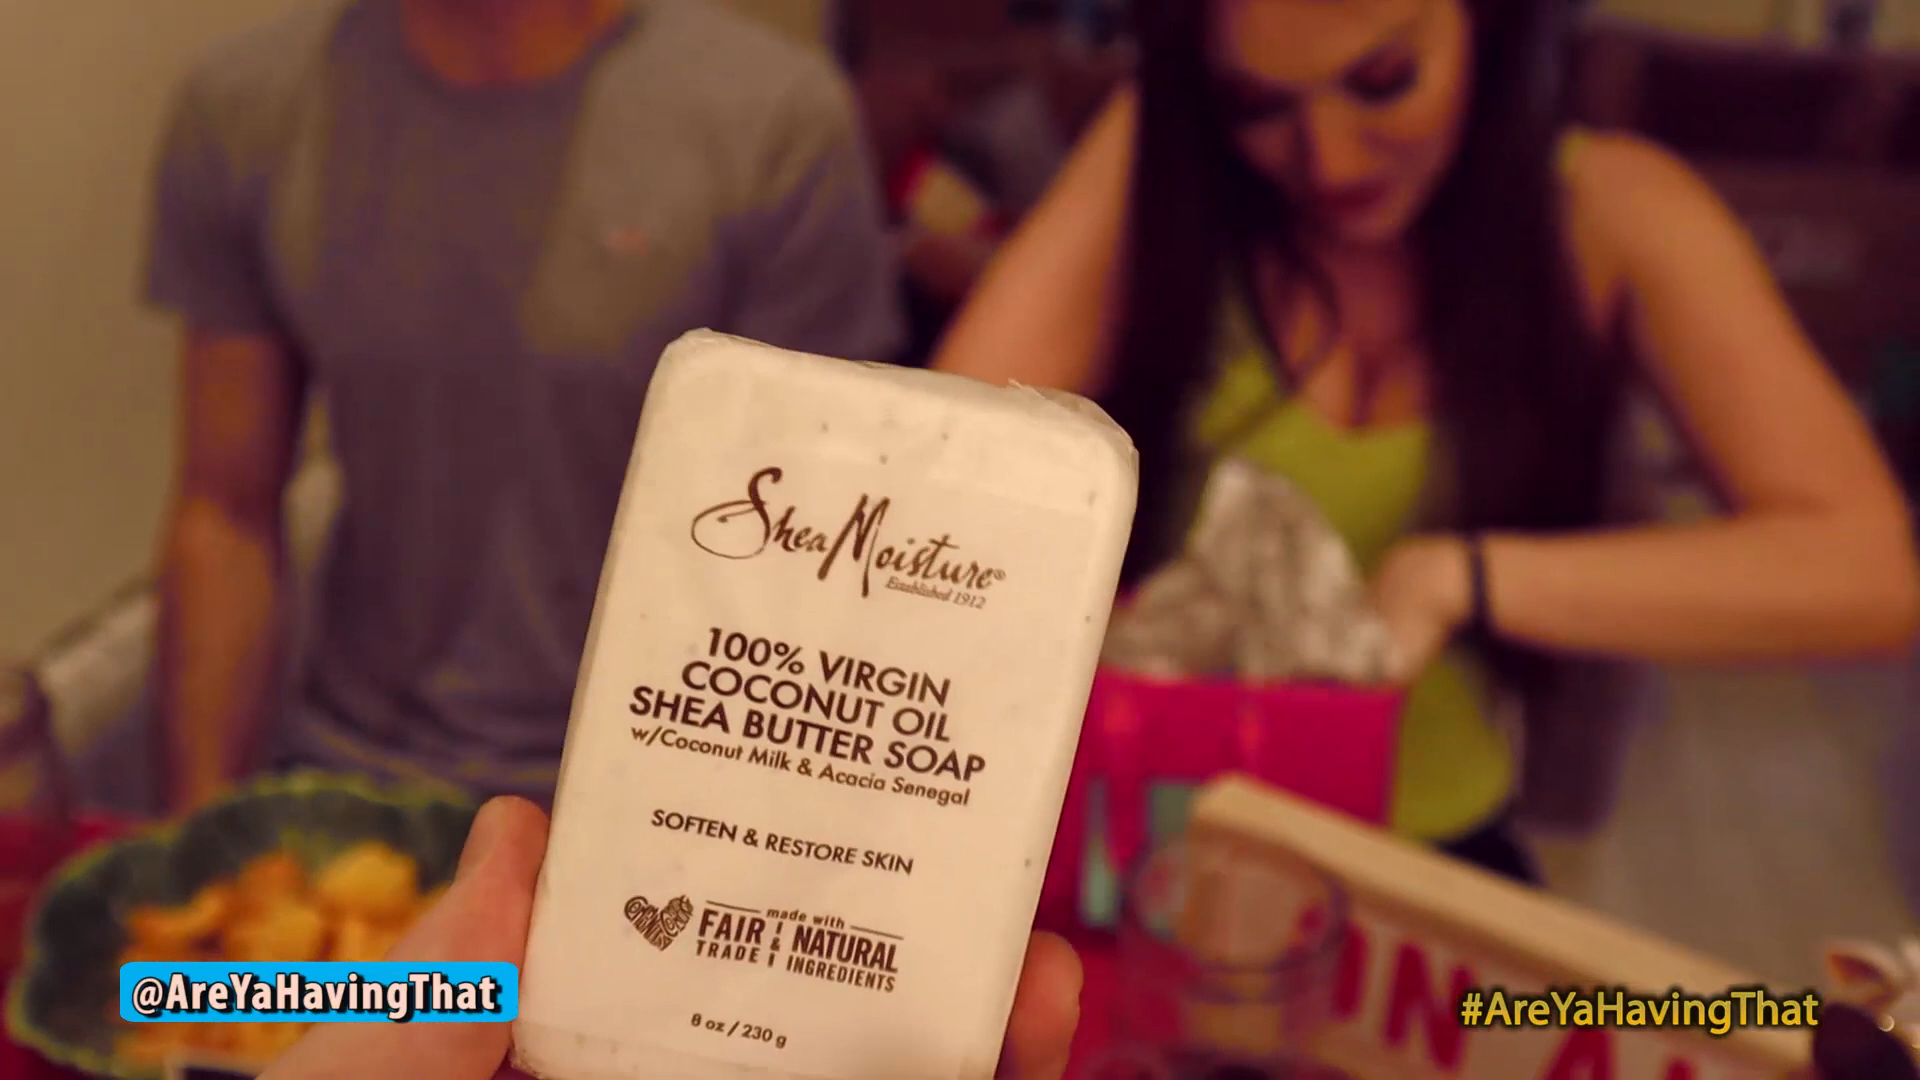 SheaMoisture®
Established 1912
100% VIRGIN
COCONUT OIL
SHEA BUTTER SOAP
w/Coconut Milk & Acacia Senegal
SOFTEN & RESTORE SKIN
made with
FAIR & NATURAL
TRADE INGREDIENTS
8 oz / 230 g
@AreYaHavingThat
#AreYaHavingThat
IN A